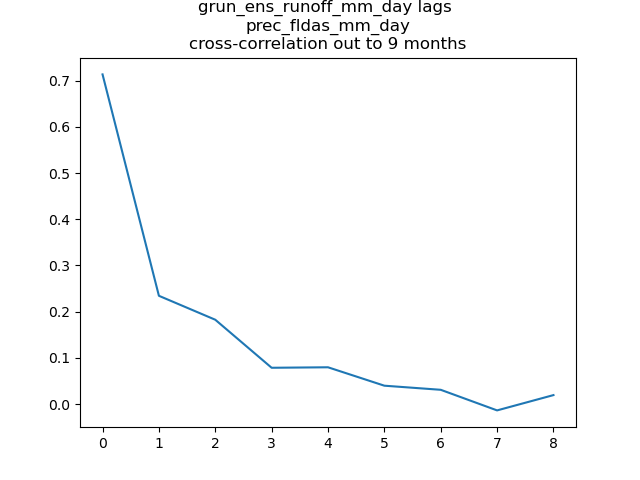 grun_ens_runoff_mm_day lags
prec_fldas_mm_day
cross-correlation out to 9 months
0.7
0.6
0.5
0.4
0.3
0.2
0.1
0.0
0 1 2 3 4 5 6 7 8